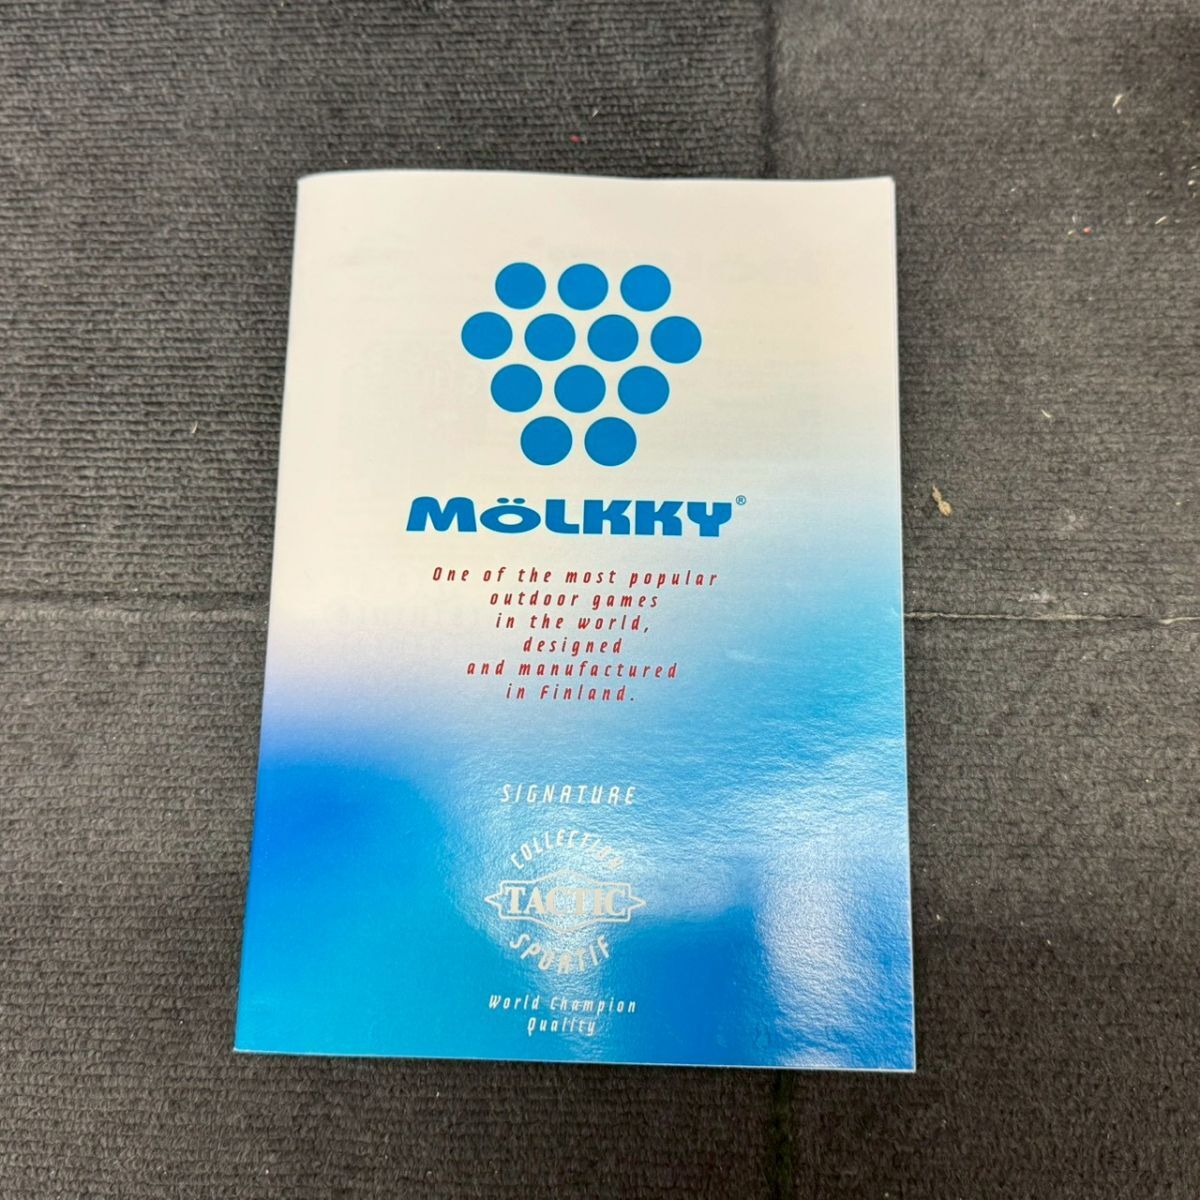 MÖLKKY®
One of the most popular
outdoor games
in the world,
designed
and manufactured
in Finland.
SIGNATURE
COLLECTION
TACTIC
SPORTIF
World Champion
Quality